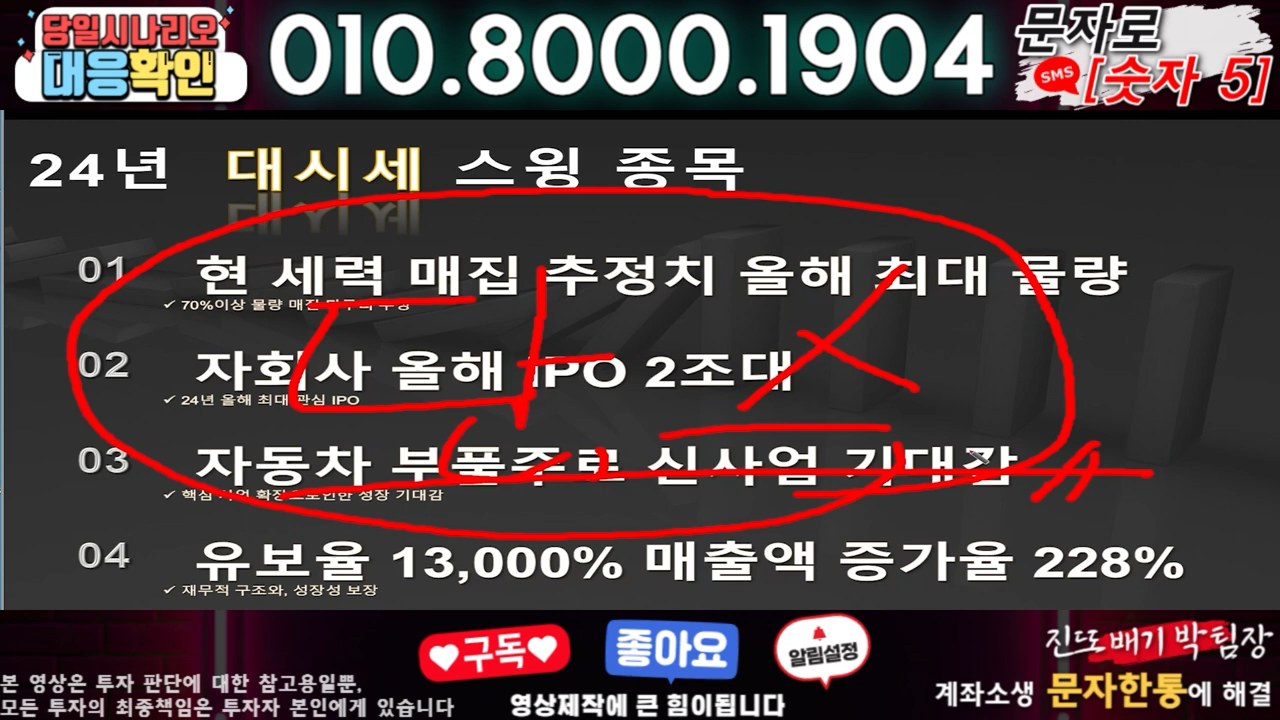 당일시나리오
대응확인
010.8000.1904
문자로
SMS [숫자 5]
24년 대시세 스윙 종목
01 현 세력 매집 추정치 올해 최대 물량
✓ 70%이상 물량 매집
02 자회사 올해 IPO 2조대
✓ 24년 올해 최대 관심 IPO
03 자동차 부품주로 신사업 기대감
✓ 핵심 사업 확장으로인한 성장 기대감
04 유보율 13,000% 매출액 증가율 228%
✓ 재무적 구조와, 성장성 보장
구독
좋아요
알림설정
영상제작에 큰 힘이됩니다
본 영상은 투자 판단에 대한 참고용일뿐,
모든 투자의 최종책임은 투자자 본인에게 있습니다
진또배기 박팀장
계좌소생 문자한통에 해결